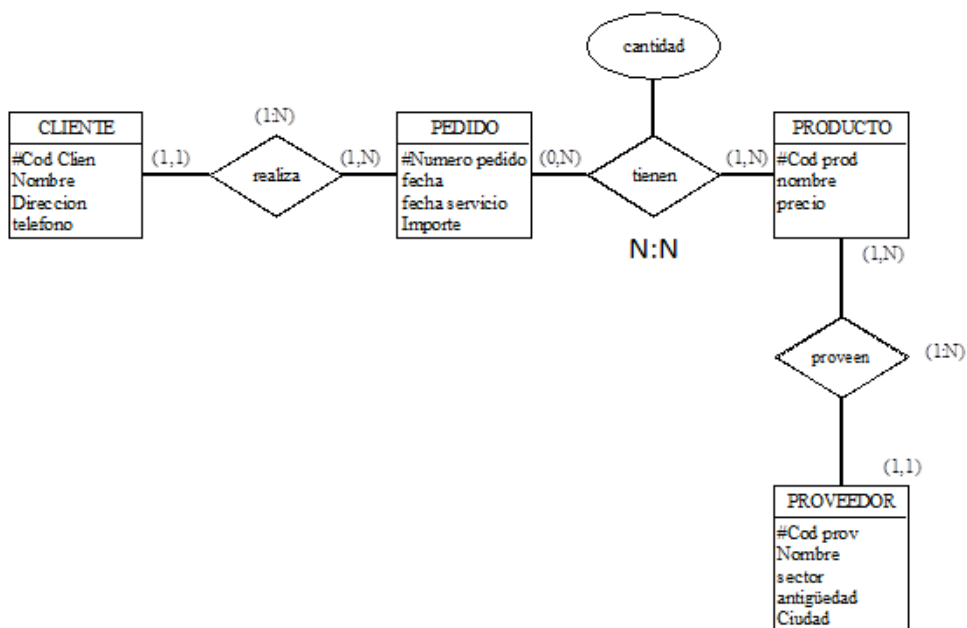 cantidad
CLIENTE
#Cod Clien
Nombre
Direccion
telefono
(1,1)
(1:N)
realiza
(1,N)
PEDIDO
#Numero pedido
fecha
fecha servicio
Importe
(0,N)
tienen
N:N
(1,N)
PRODUCTO
#Cod prod
nombre
precio
(1,N)
proveen
(1:N)
(1,1)
PROVEEDOR
#Cod prov
Nombre
sector
antigüedad
Ciudad